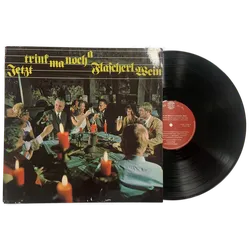 Jetzt trink ma noch a
Flascherl Wein